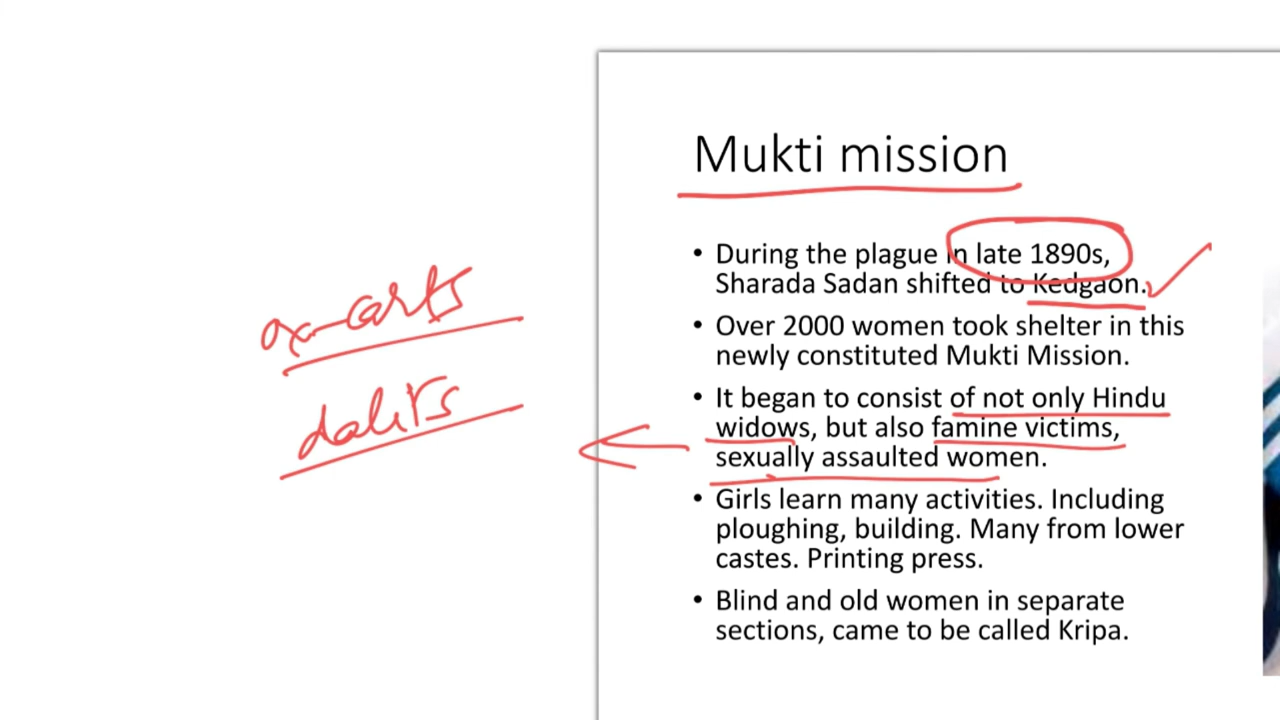 Mukti mission
• During the plague in late 1890s,
Sharada Sadan shifted to Kedgaon.
• Over 2000 women took shelter in this
newly constituted Mukti Mission.
• It began to consist of not only Hindu
widows, but also famine victims,
sexually assaulted women.
• Girls learn many activities. Including
ploughing, building. Many from lower
castes. Printing press.
• Blind and old women in separate
sections, came to be called Kripa.
ox-carts
dalits